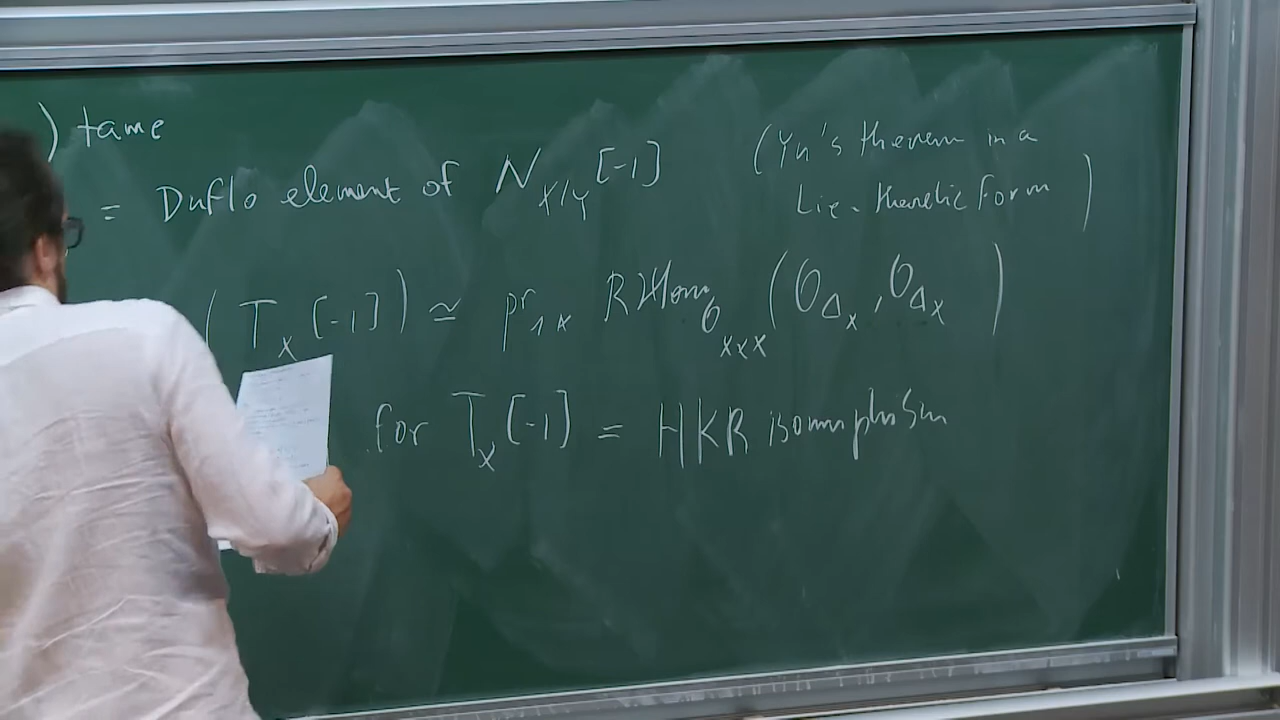 ) tame
= Duflo element of N_{X/Y}[-1] (Yu's theorem in a
Lie-theoretic form)
(T_X[-1]) ≃ pr_{1*} RHom_{O_{X×X}} (O_{Δ_X}, O_{Δ_X})
for T_X[-1] = HKR isomorphism